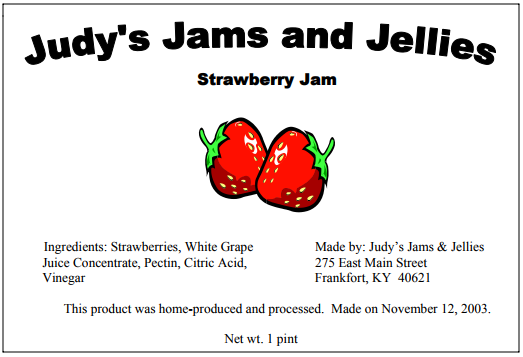 Judy's Jams and Jellies
Strawberry Jam
Ingredients: Strawberries, White Grape
Juice Concentrate, Pectin, Citric Acid,
Vinegar
Made by: Judy's Jams & Jellies
275 East Main Street
Frankfort, KY  40621
This product was home-produced and processed.  Made on November 12, 2003.
Net wt. 1 pint